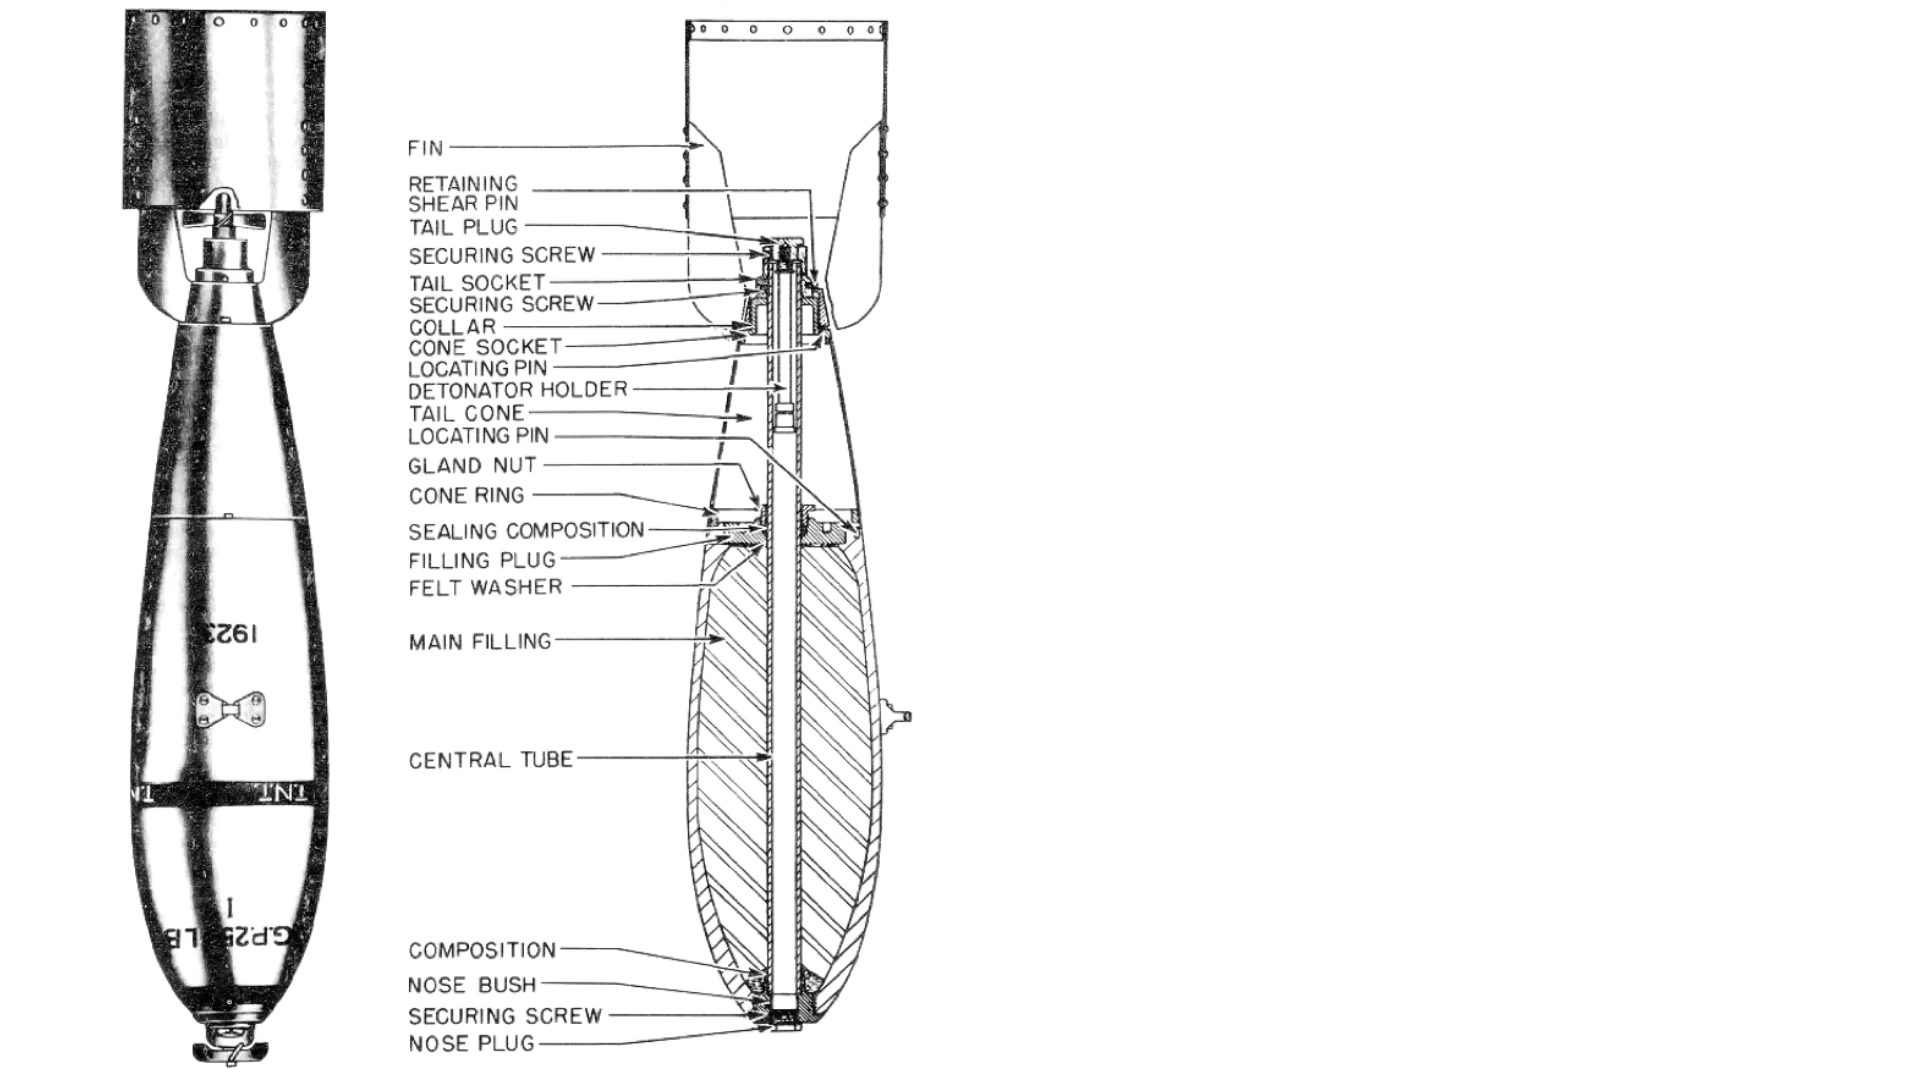 FIN
RETAINING
SHEAR PIN
TAIL PLUG
SECURING SCREW
TAIL SOCKET
SECURING SCREW
COLLAR
CONE SOCKET
LOCATING PIN
DETONATOR HOLDER
TAIL CONE
LOCATING PIN
GLAND NUT
CONE RING
SEALING COMPOSITION
FILLING PLUG
FELT WASHER
MAIN FILLING
CENTRAL TUBE
COMPOSITION
NOSE BUSH
SECURING SCREW
NOSE PLUG
G.P. LB
I
T.N.T.
1923